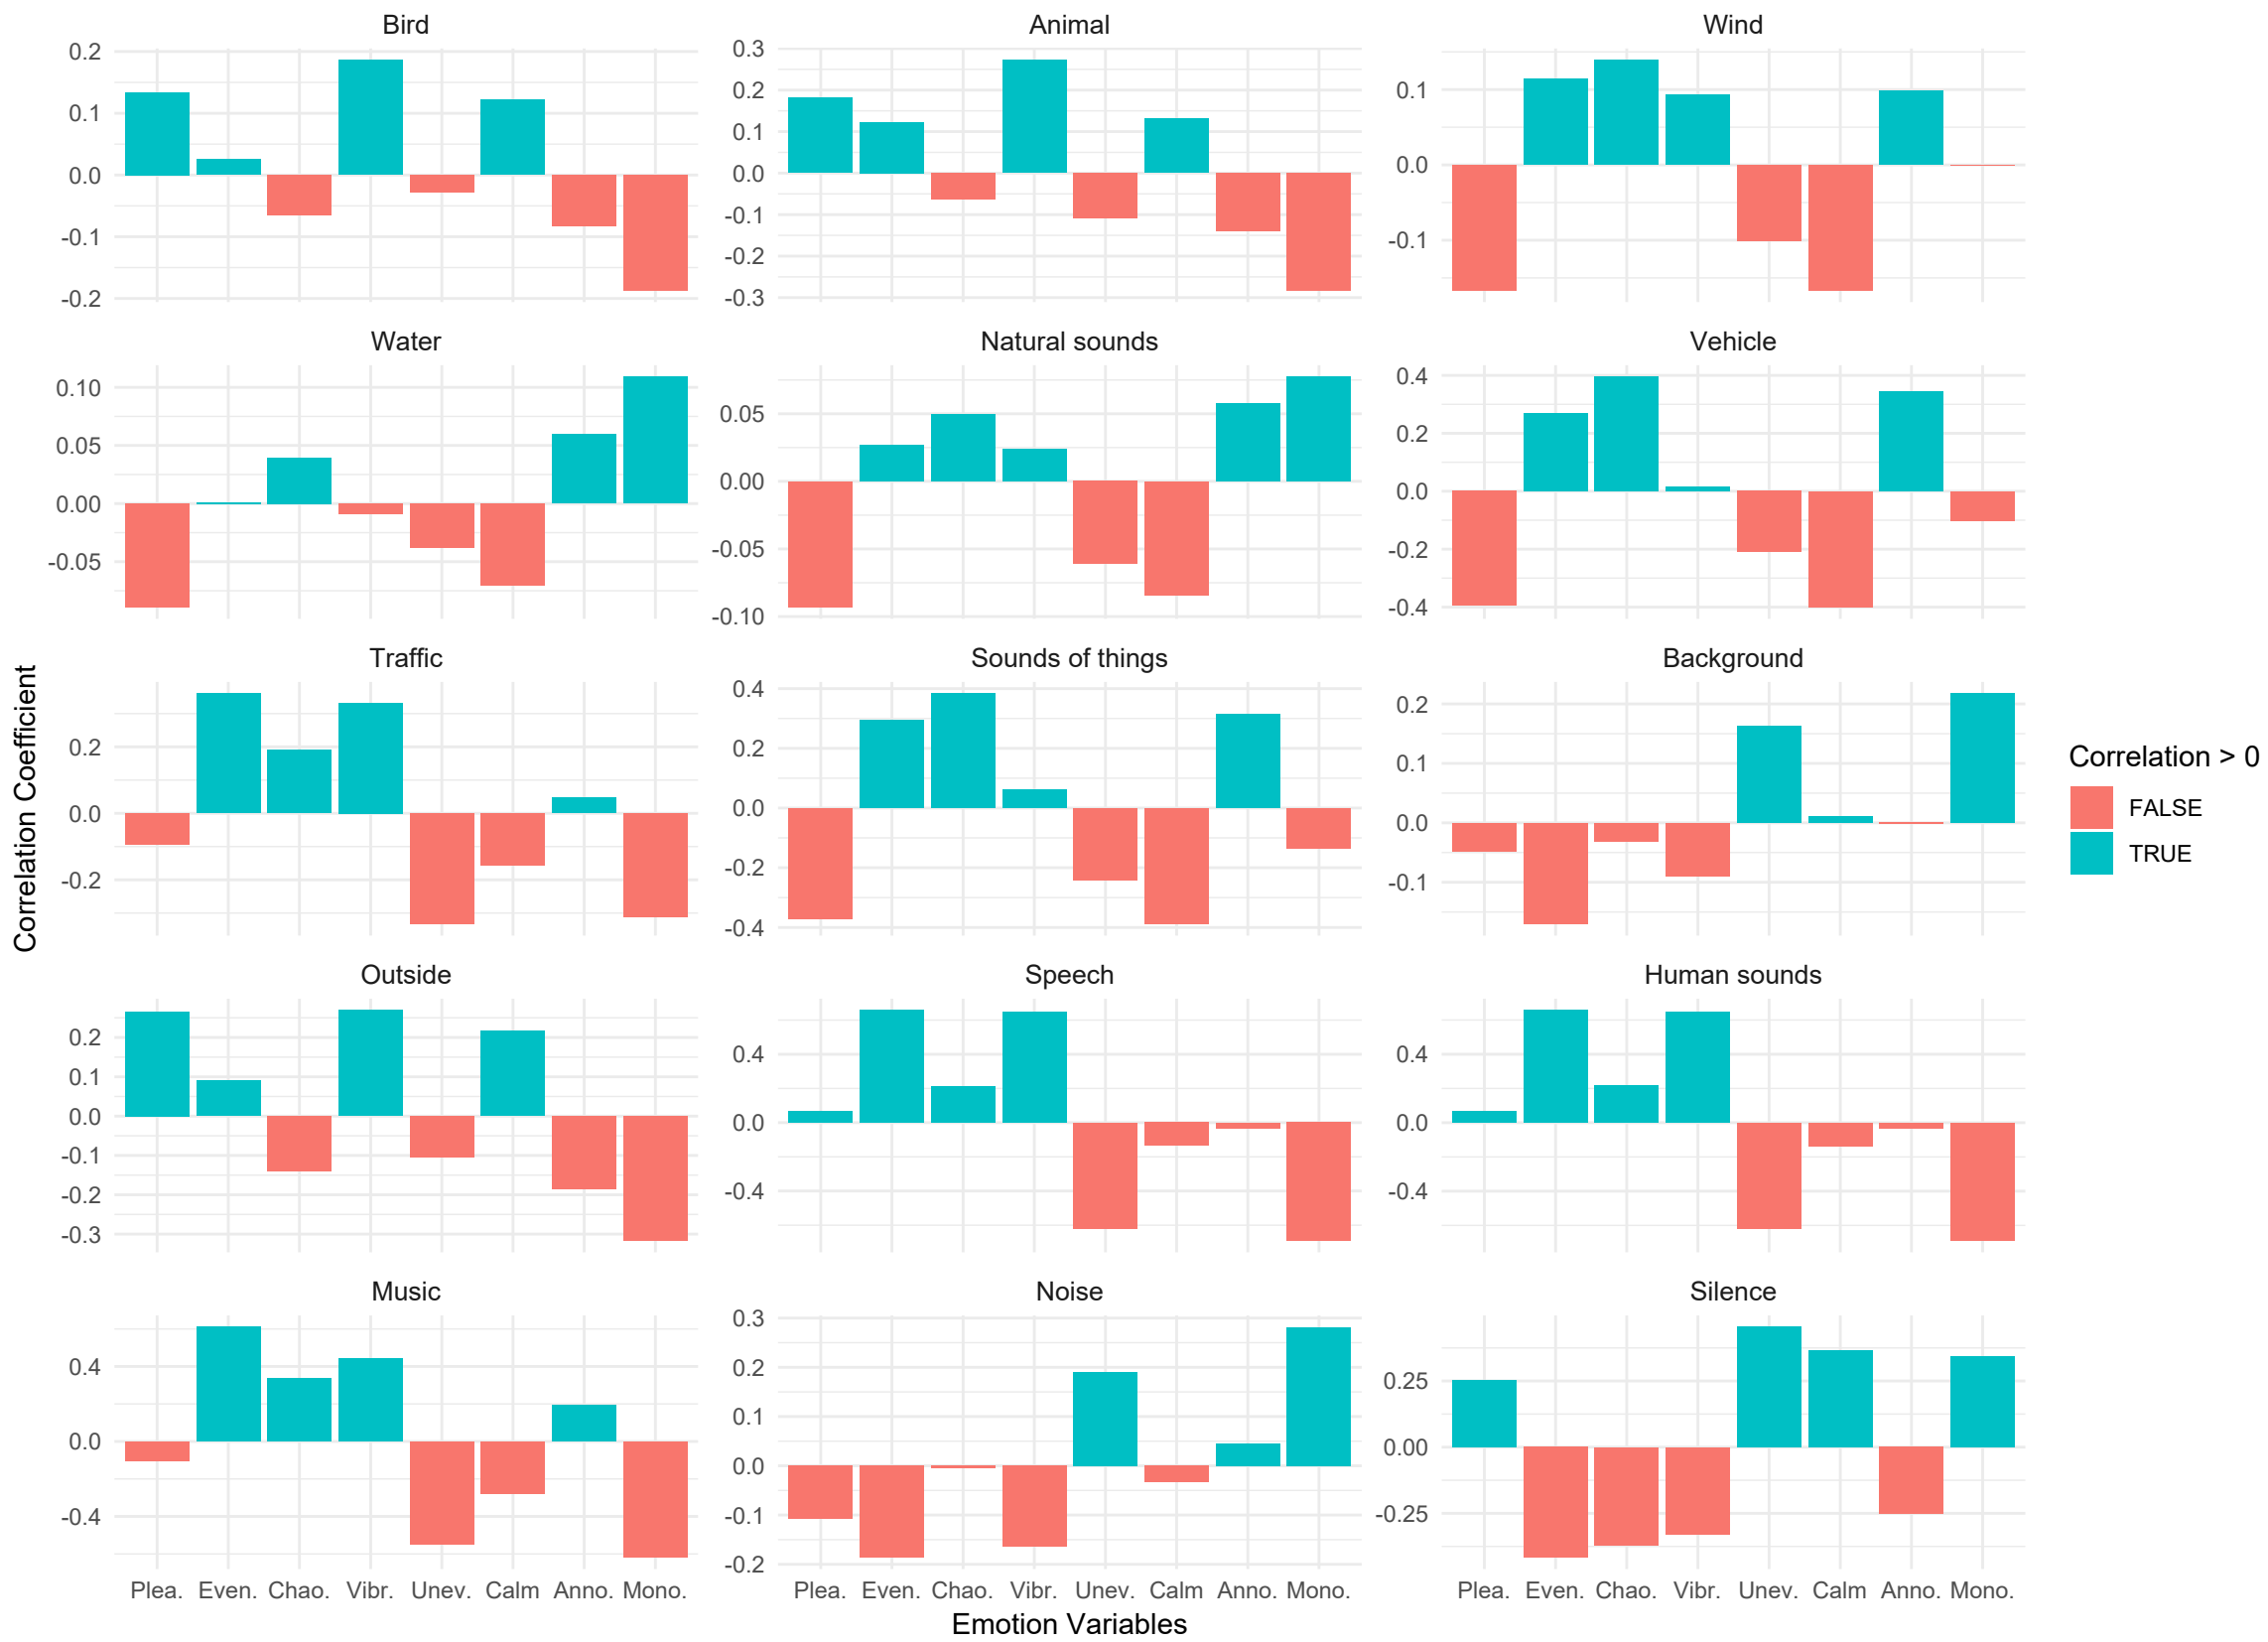 Bird Animal Wind
0.2 0.1 0.0 -0.1 -0.2
0.3 0.2 0.1 0.0 -0.1 -0.2 -0.3
0.1 0.0 -0.1
Water Natural sounds Vehicle
0.10 0.05 0.00 -0.05
0.05 0.00 -0.05 -0.10
0.4 0.2 0.0 -0.2 -0.4
Traffic Sounds of things Background
0.2 0.0 -0.2
0.4 0.2 0.0 -0.2 -0.4
0.2 0.1 0.0 -0.1
Outside Speech Human sounds
0.2 0.1 0.0 -0.1 -0.2 -0.3
0.4 0.0 -0.4
0.4 0.0 -0.4
Music Noise Silence
0.4 0.0 -0.4
0.3 0.2 0.1 0.0 -0.1 -0.2
0.25 0.00 -0.25
Plea. Even. Chao. Vibr. Unev. Calm Anno. Mono.
Plea. Even. Chao. Vibr. Unev. Calm Anno. Mono.
Plea. Even. Chao. Vibr. Unev. Calm Anno. Mono.
Emotion Variables
Correlation Coefficient
Correlation > 0
FALSE
TRUE